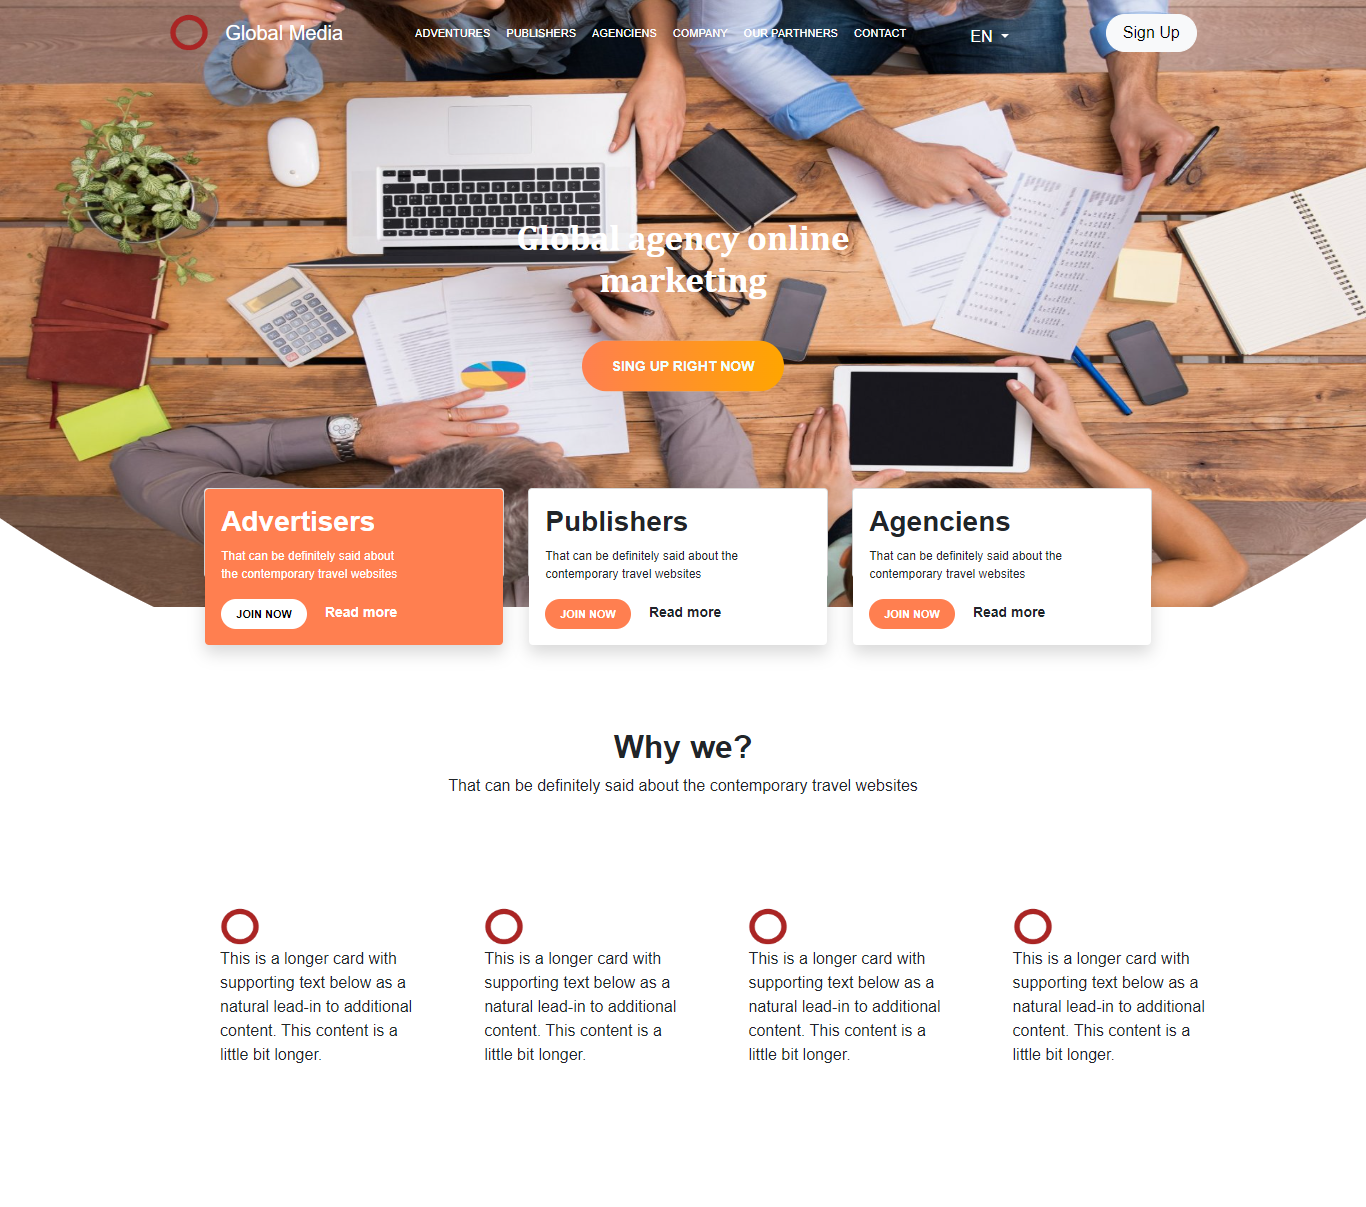 Global Media
ADVENTURES PUBLISHERS AGENCIENS COMPANY OUR PARTHNERS CONTACT
EN
Sign Up
Global agency online
marketing
SING UP RIGHT NOW
Advertisers
That can be definitely said about
the contemporary travel websites
JOIN NOW Read more
Publishers
That can be definitely said about the
contemporary travel websites
JOIN NOW Read more
Agenciens
That can be definitely said about the
contemporary travel websites
JOIN NOW Read more
Why we?
That can be definitely said about the contemporary travel websites
This is a longer card with
supporting text below as a
natural lead-in to additional
content. This content is a
little bit longer.
This is a longer card with
supporting text below as a
natural lead-in to additional
content. This content is a
little bit longer.
This is a longer card with
supporting text below as a
natural lead-in to additional
content. This content is a
little bit longer.
This is a longer card with
supporting text below as a
natural lead-in to additional
content. This content is a
little bit longer.